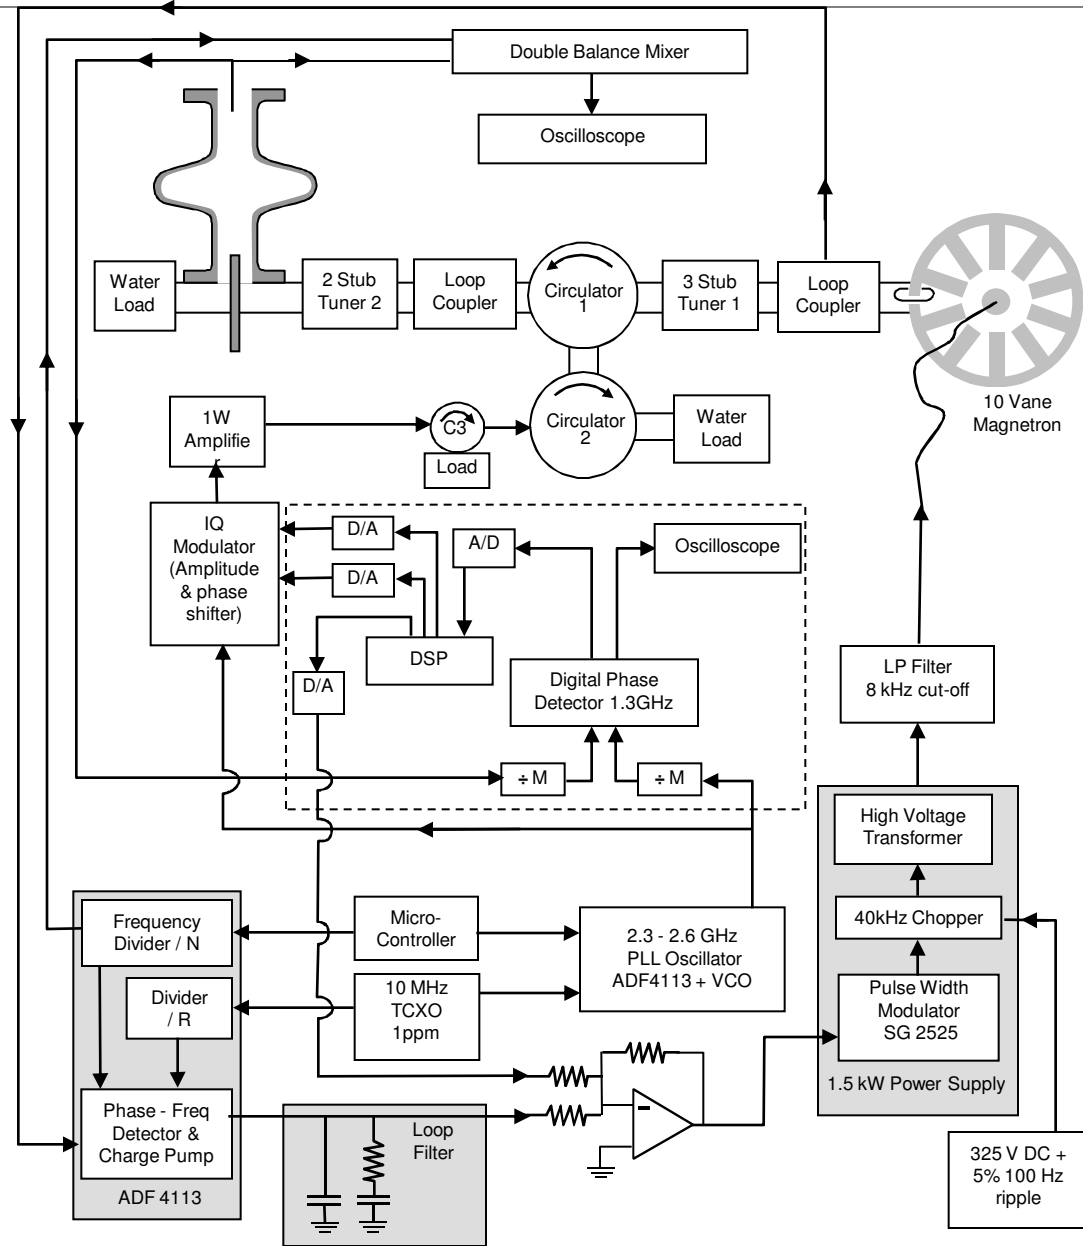 Double Balance Mixer
Oscilloscope
Water
Load
2 Stub
Tuner 2
Loop
Coupler
Circulator
1
3 Stub
Tuner 1
Loop
Coupler
10 Vane
Magnetron
1W
Amplifie
r
C3
Load
Circulator
2
Water
Load
IQ
Modulator
(Amplitude
& phase
shifter)
D/A
D/A
A/D
Oscilloscope
DSP
D/A
Digital Phase
Detector 1.3GHz
÷ M
÷ M
LP Filter
8 kHz cut-off
High Voltage
Transformer
40kHz Chopper
Pulse Width
Modulator
SG 2525
1.5 kW Power Supply
Frequency
Divider / N
Micro-
Controller
2.3 - 2.6 GHz
PLL Oscillator
ADF4113 + VCO
Divider
/ R
10 MHz
TCXO
1ppm
Phase - Freq
Detector &
Charge Pump
ADF 4113
Loop
Filter
-
325 V DC +
5% 100 Hz
ripple